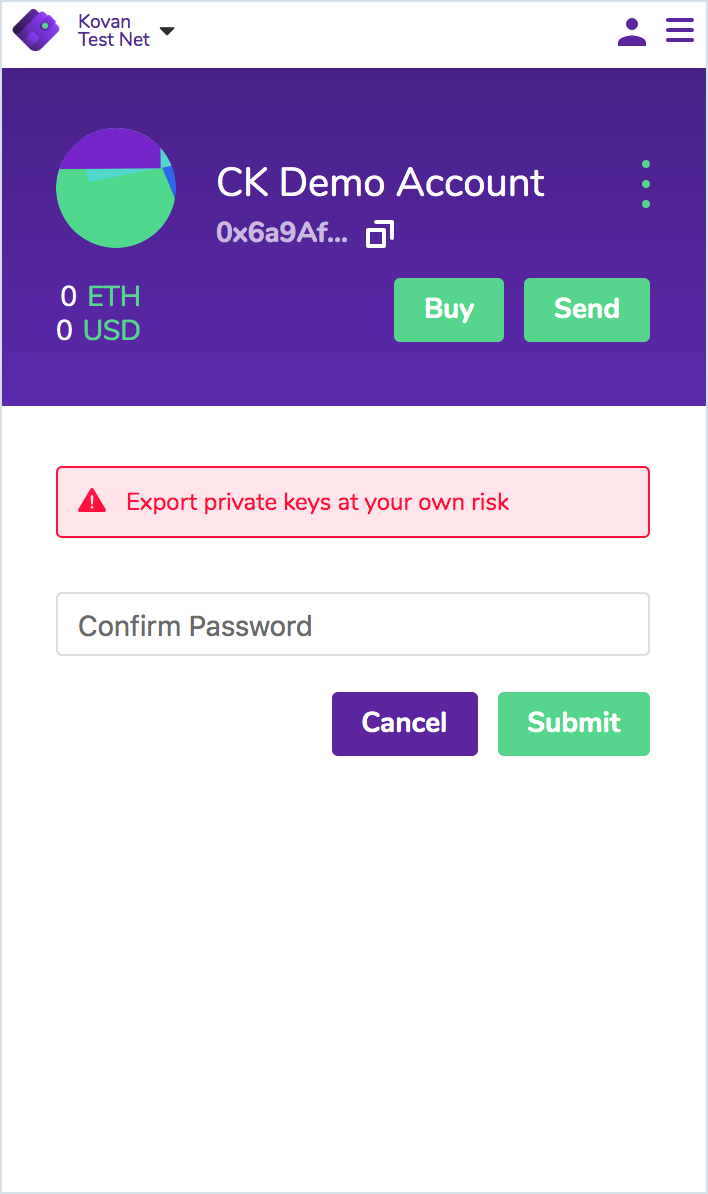 Kovan
Test Net
CK Demo Account
0x6a9Af...
0 ETH
0 USD
Buy
Send
Export private keys at your own risk
Confirm Password
Cancel
Submit